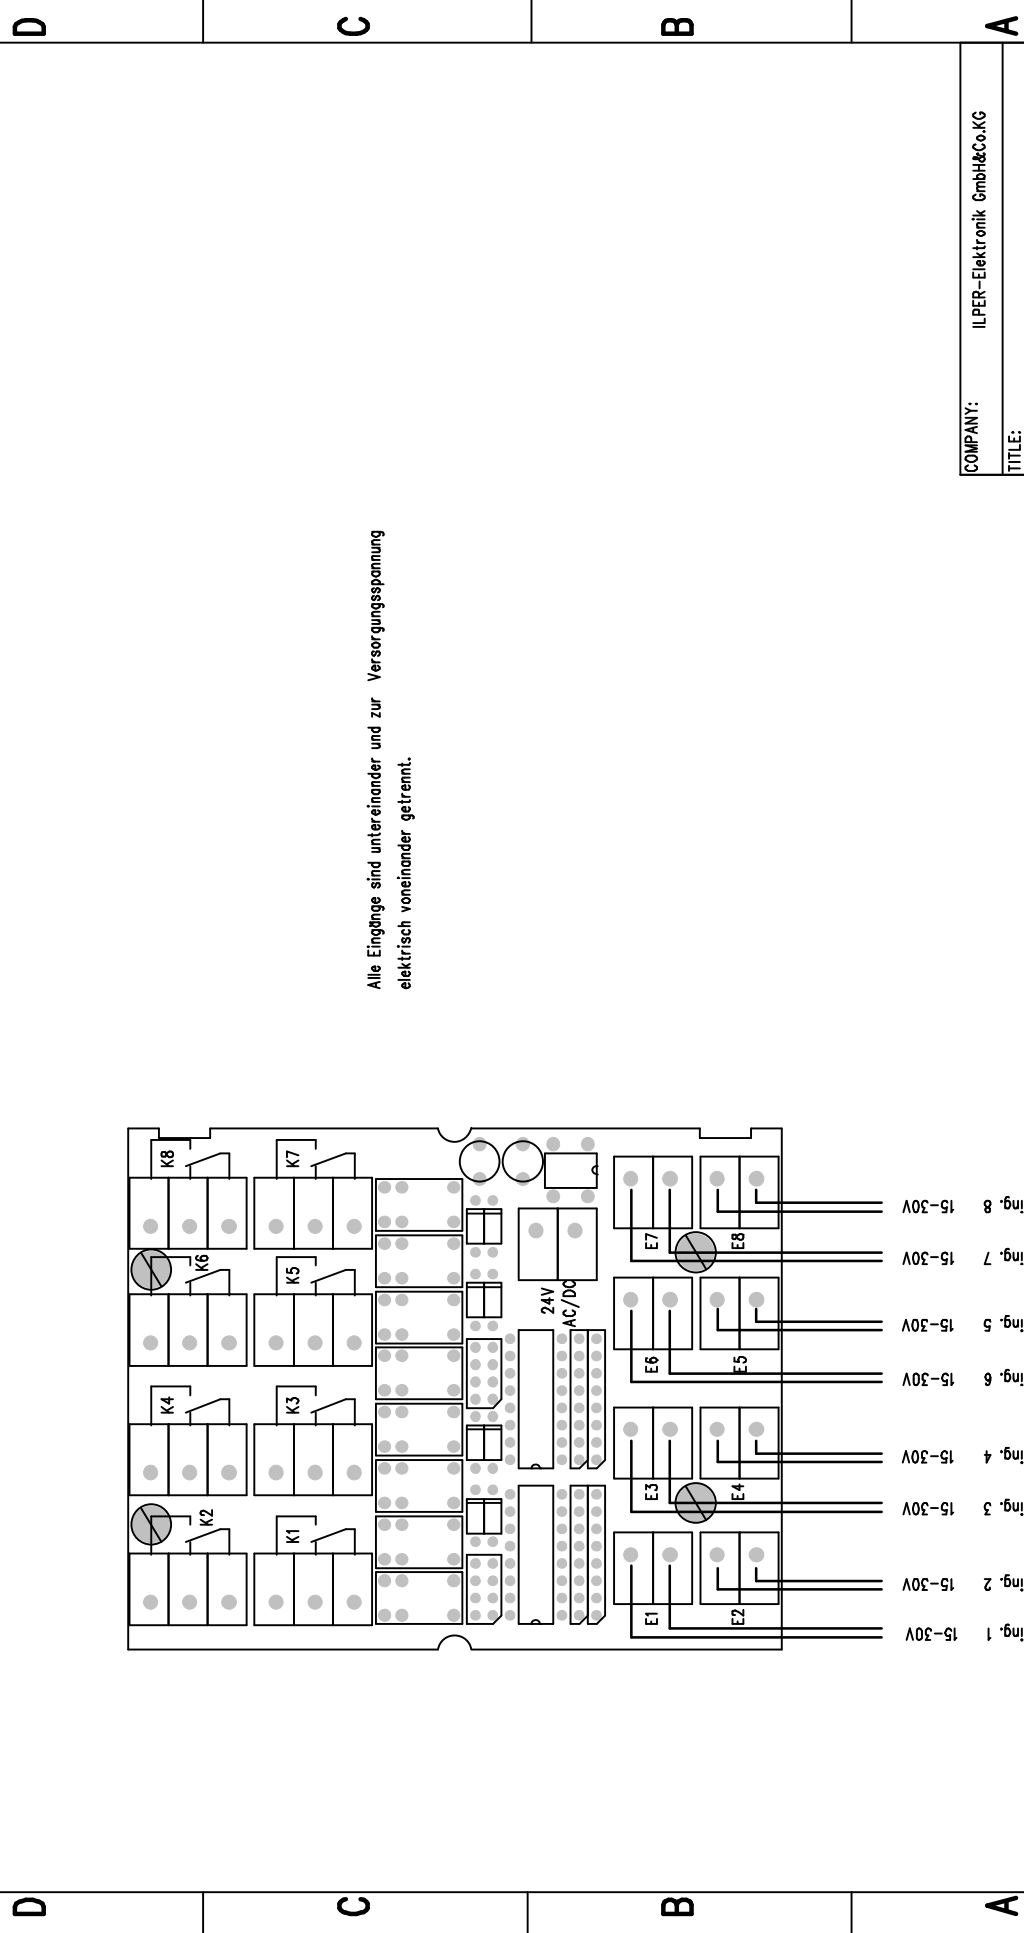 D
C
B
A
COMPANY: ILPER-Elektronik GmbH&Co.KG
TITLE:
Alle Eingänge sind untereinander und zur Versorgungsspannung
elektrisch voneinander getrennt.
K8
K7
K6
K5
K4
K3
K2
K1
24V
AC/DC
E7
E8
E6
E5
E3
E4
E1
E2
ing. 8 15-30V
ing. 7 15-30V
ing. 5 15-30V
ing. 6 15-30V
ing. 4 15-30V
ing. 3 15-30V
ing. 2 15-30V
ing. 1 15-30V
D
C
B
A